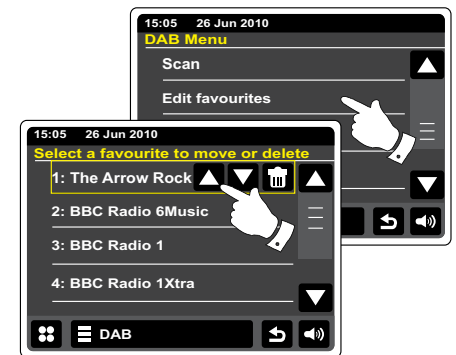 15:05 26 Jun 2010
DAB Menu
Scan
Edit favourites
15:05 26 Jun 2010
Select a favourite to move or delete
1: The Arrow Rock
2: BBC Radio 6Music
3: BBC Radio 1
4: BBC Radio 1Xtra
DAB